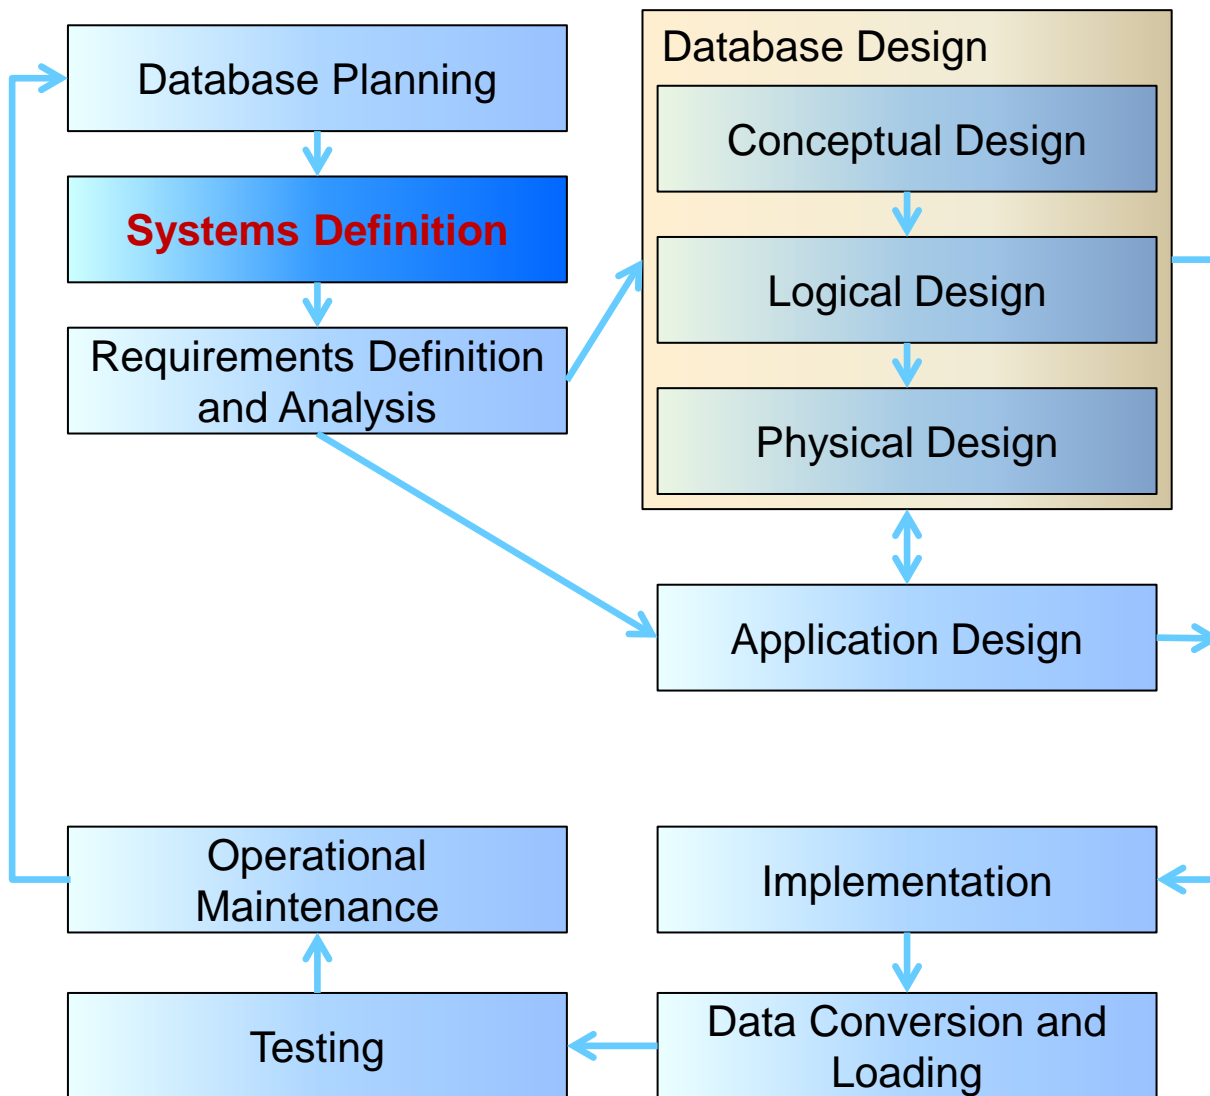 Database Planning
Systems Definition
Requirements Definition
and Analysis
Database Design
Conceptual Design
Logical Design
Physical Design
Application Design
Operational
Maintenance
Implementation
Testing
Data Conversion and
Loading